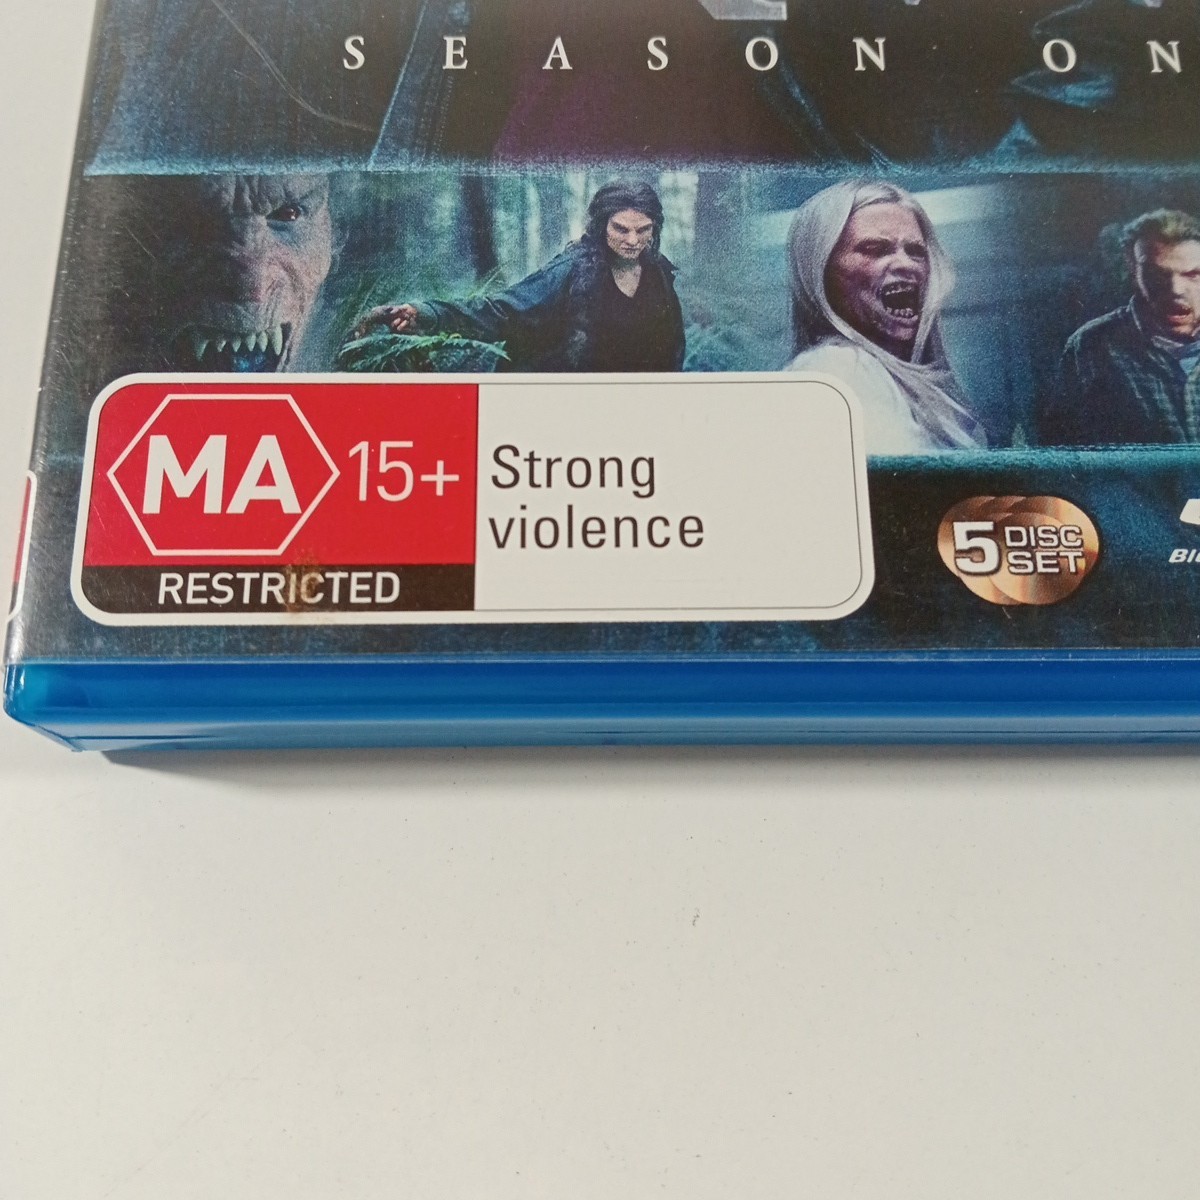 SEASON ON
MA 15+
Strong
violence
RESTRICTED
5 DISC
SET